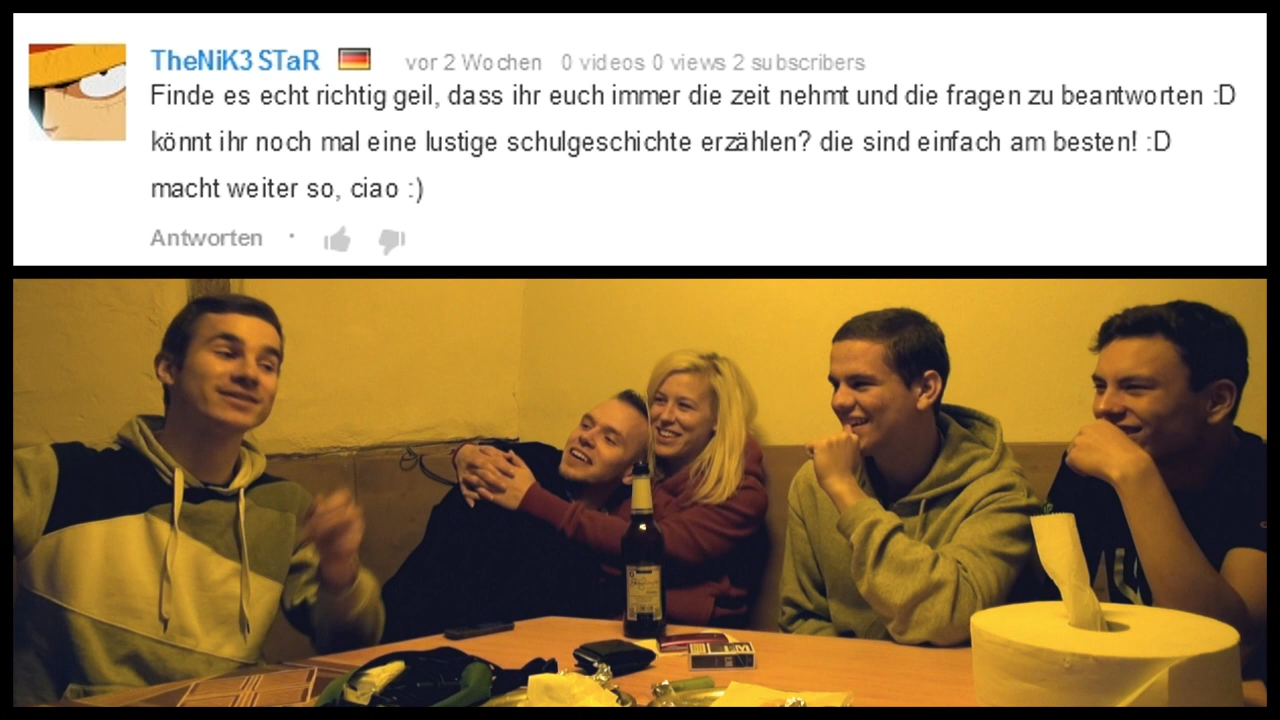 TheNiK3STaR vor 2 Wochen 0 videos 0 views 2 subscribers
Finde es echt richtig geil, dass ihr euch immer die zeit nehmt und die fragen zu beantworten :D
könnt ihr noch mal eine lustige schulgeschichte erzählen? die sind einfach am besten! :D
macht weiter so, ciao :)
Antworten ·